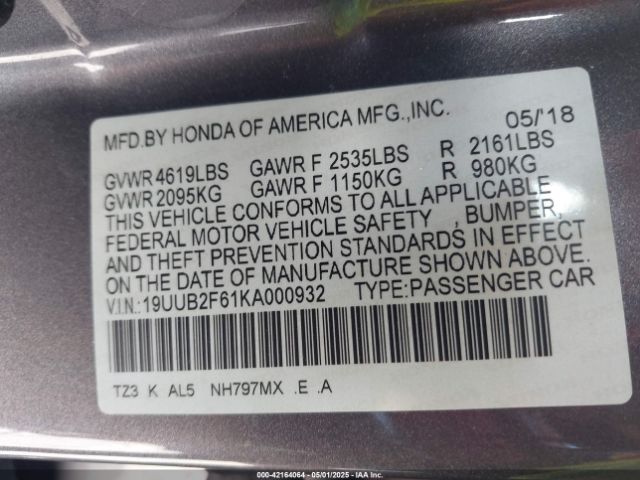 MFD.BY HONDA OF AMERICA MFG.,INC. 05/'18
GVWR 4619LBS GAWR F 2535LBS R 2161LBS
GVWR 2095KG GAWR F 1150KG R 980KG
THIS VEHICLE CONFORMS TO ALL APPLICABLE
FEDERAL MOTOR VEHICLE SAFETY , BUMPER,
AND THEFT PREVENTION STANDARDS IN EFFECT
ON THE DATE OF MANUFACTURE SHOWN ABOVE.
V.I.N.:19UUB2F61KA000932 TYPE:PASSENGER CAR
TZ3 K AL5 NH797MX .E .A
000-42164064 - 05/01/2025 - IAAI.COM